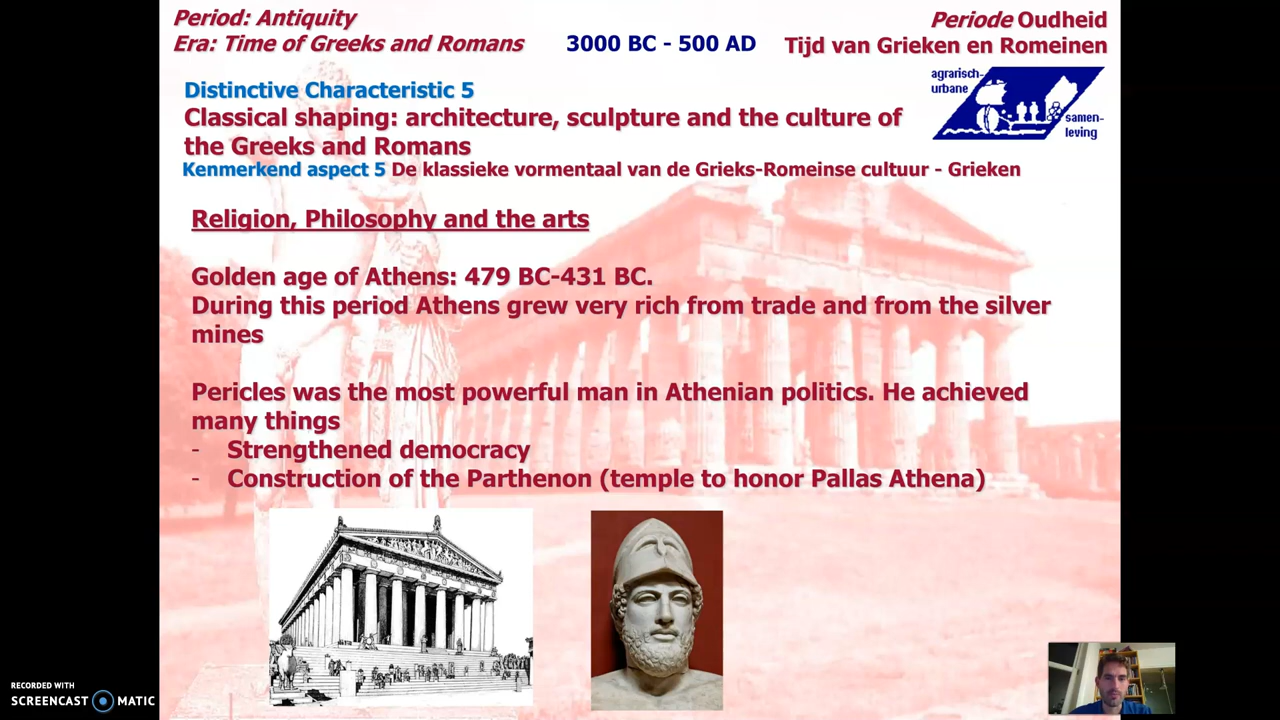 Period: Antiquity
Era: Time of Greeks and Romans
3000 BC - 500 AD
Periode Oudheid
Tijd van Grieken en Romeinen
agrarisch-
urbane
samen-
leving
Distinctive Characteristic 5
Classical shaping: architecture, sculpture and the culture of
the Greeks and Romans
Kenmerkend aspect 5 De klassieke vormentaal van de Grieks-Romeinse cultuur - Grieken
Religion, Philosophy and the arts
Golden age of Athens: 479 BC-431 BC.
During this period Athens grew very rich from trade and from the silver
mines
Pericles was the most powerful man in Athenian politics. He achieved
many things
- Strengthened democracy
- Construction of the Parthenon (temple to honor Pallas Athena)
RECORDED WITH
SCREENCAST MATIC